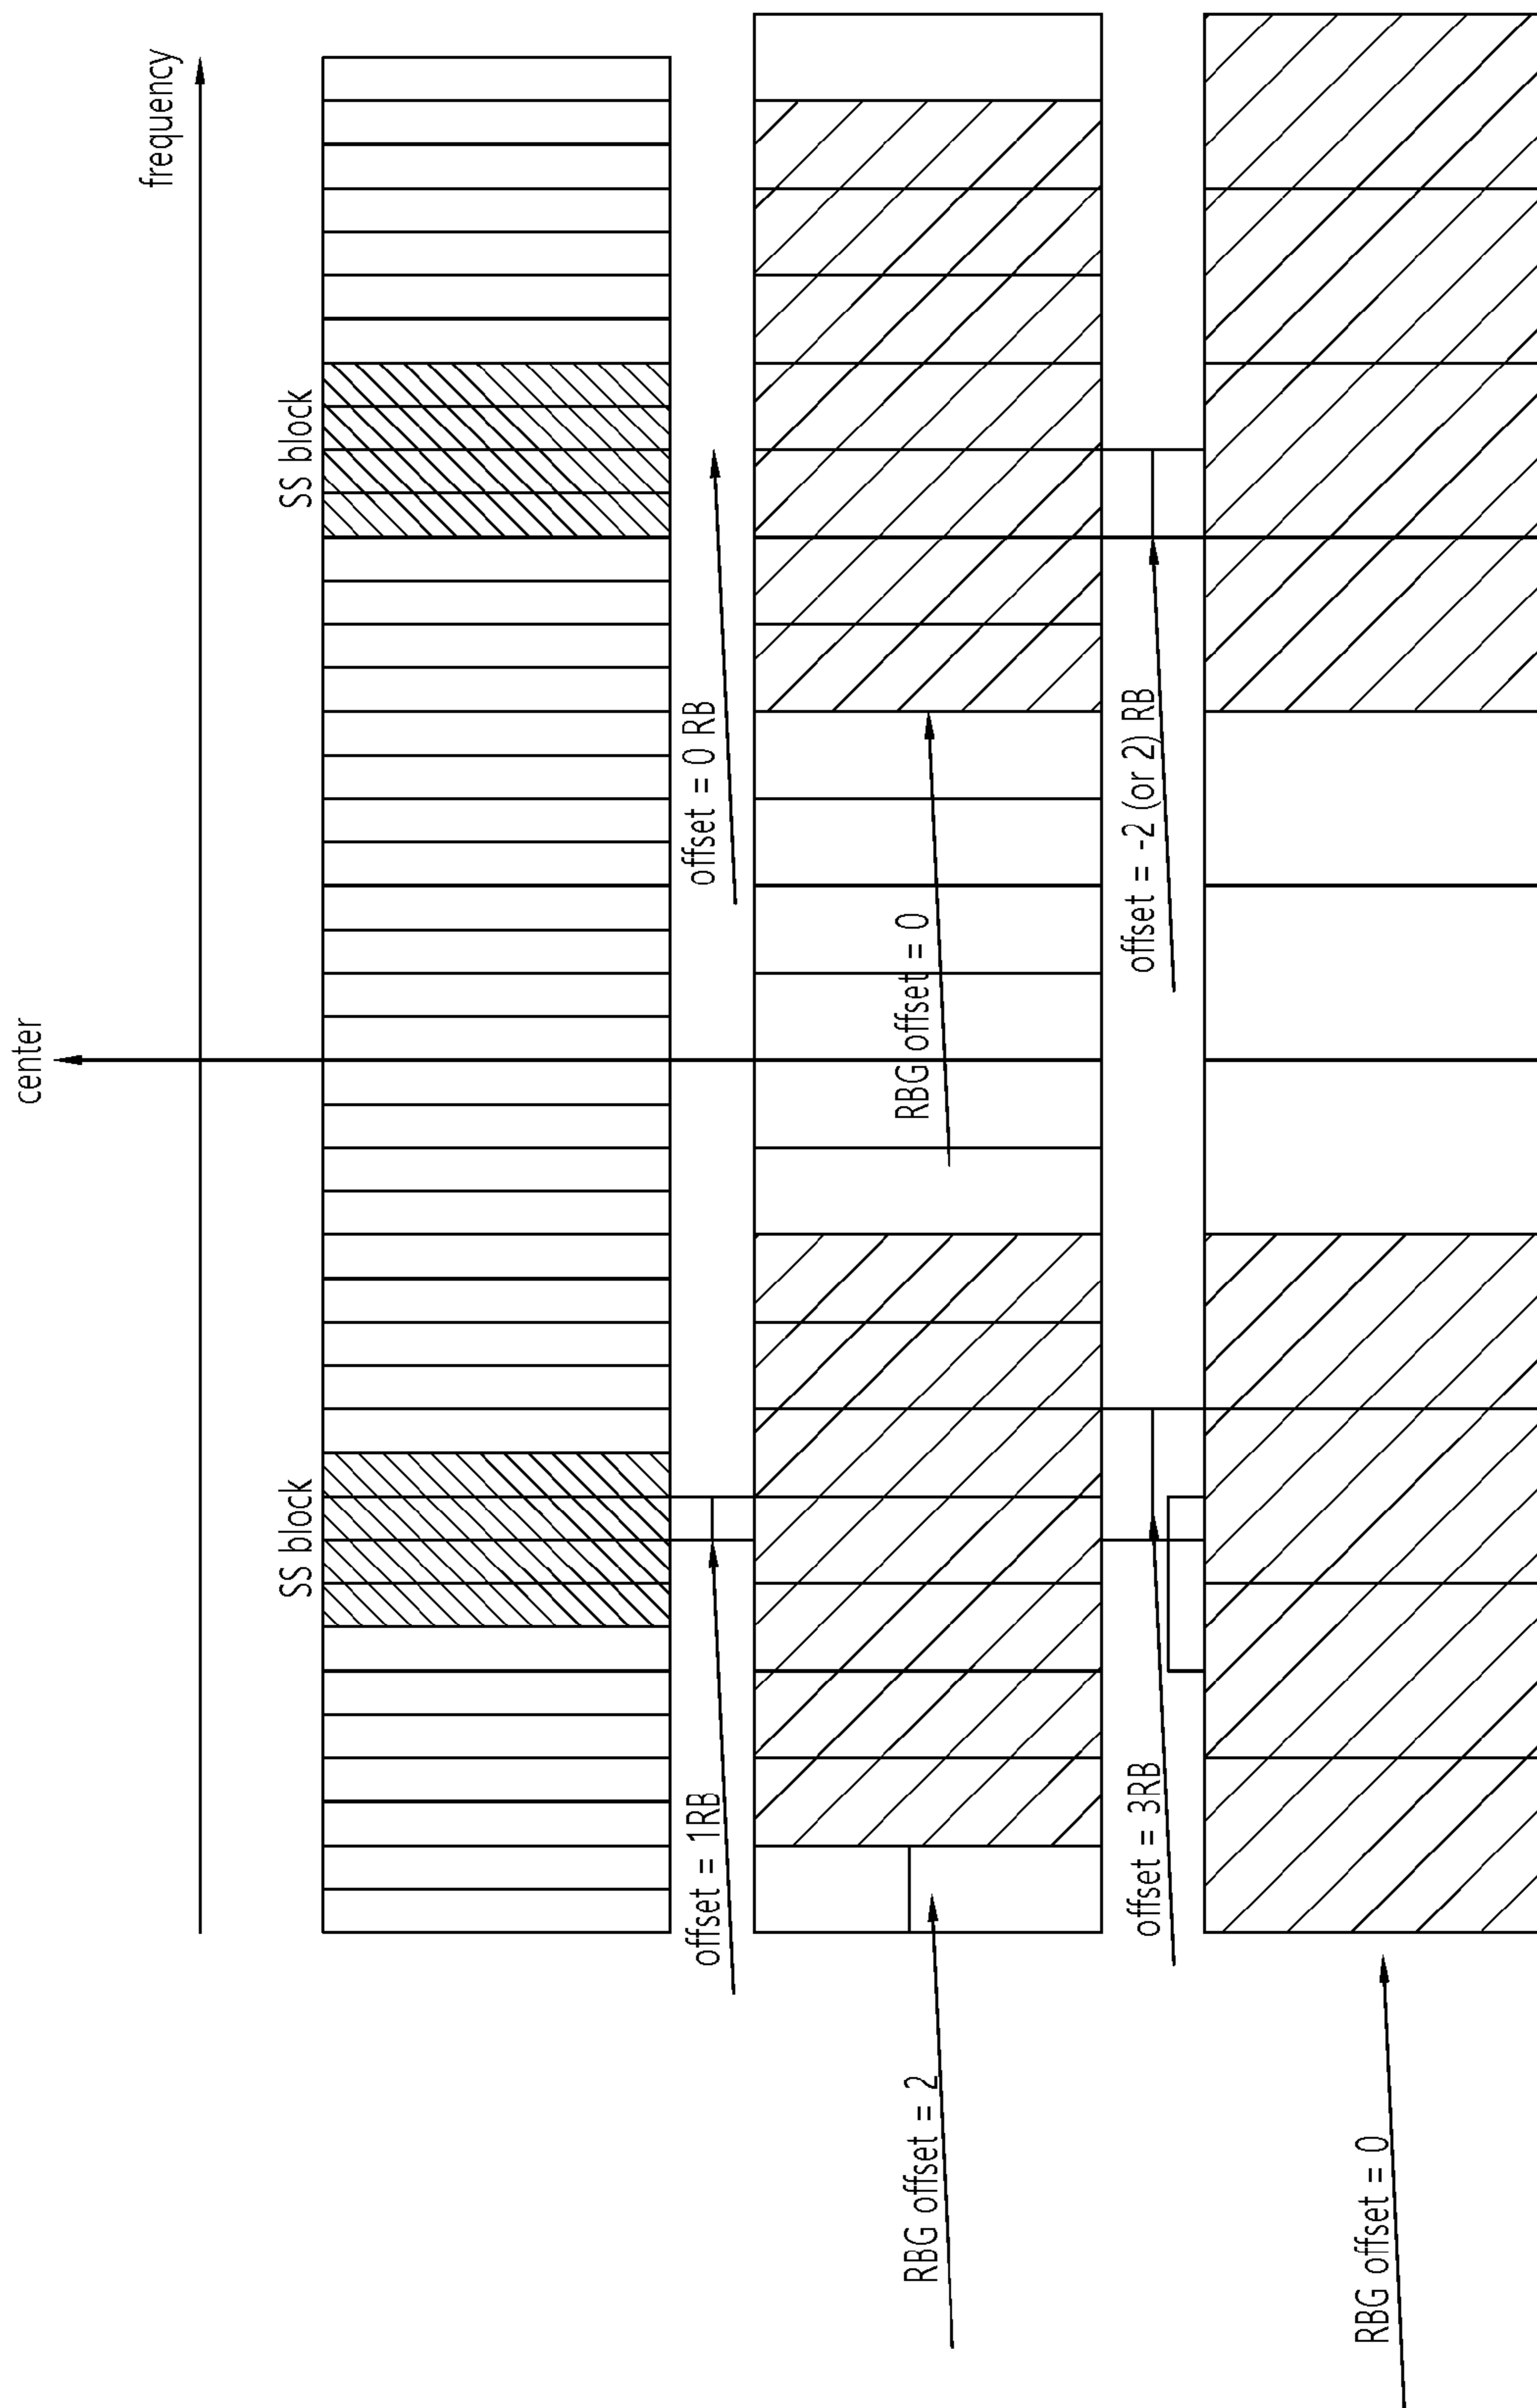 center
frequency
SS block
SS block
offset = 1RB
offset = 0 RB
RBG offset = 2
RBG offset = 0
offset = 3RB
offset = -2 (or 2) RB
RBG offset = 0